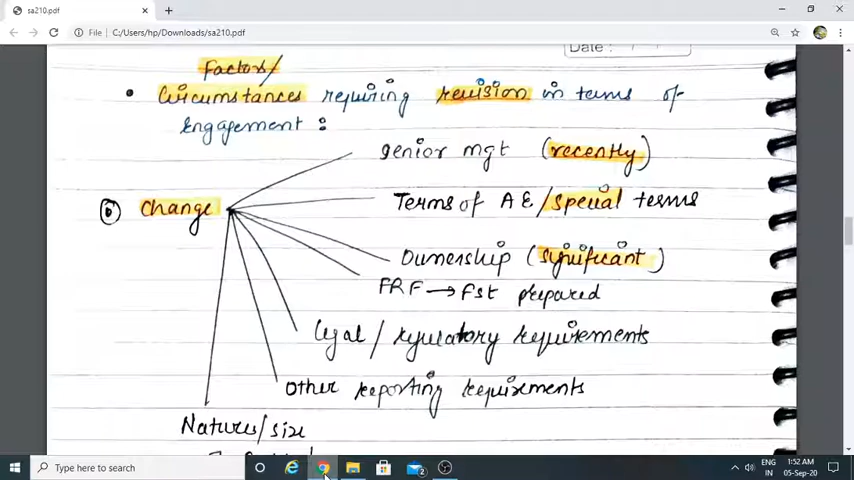 sa210.pdf
File | C:/Users/hp/Downloads/sa210.pdf
Date : / /
Factors/
• Circumstances requiring revision in terms of
engagement :
senior mgt (recently)
Change
Terms of A E/special terms
Ownership (significant)
FRF → Fst prepared
legal / regulatory requirements
Other reporting requirements
Nature/size
Type here to search
2
ENG
IN
1:52 AM
05-Sep-20